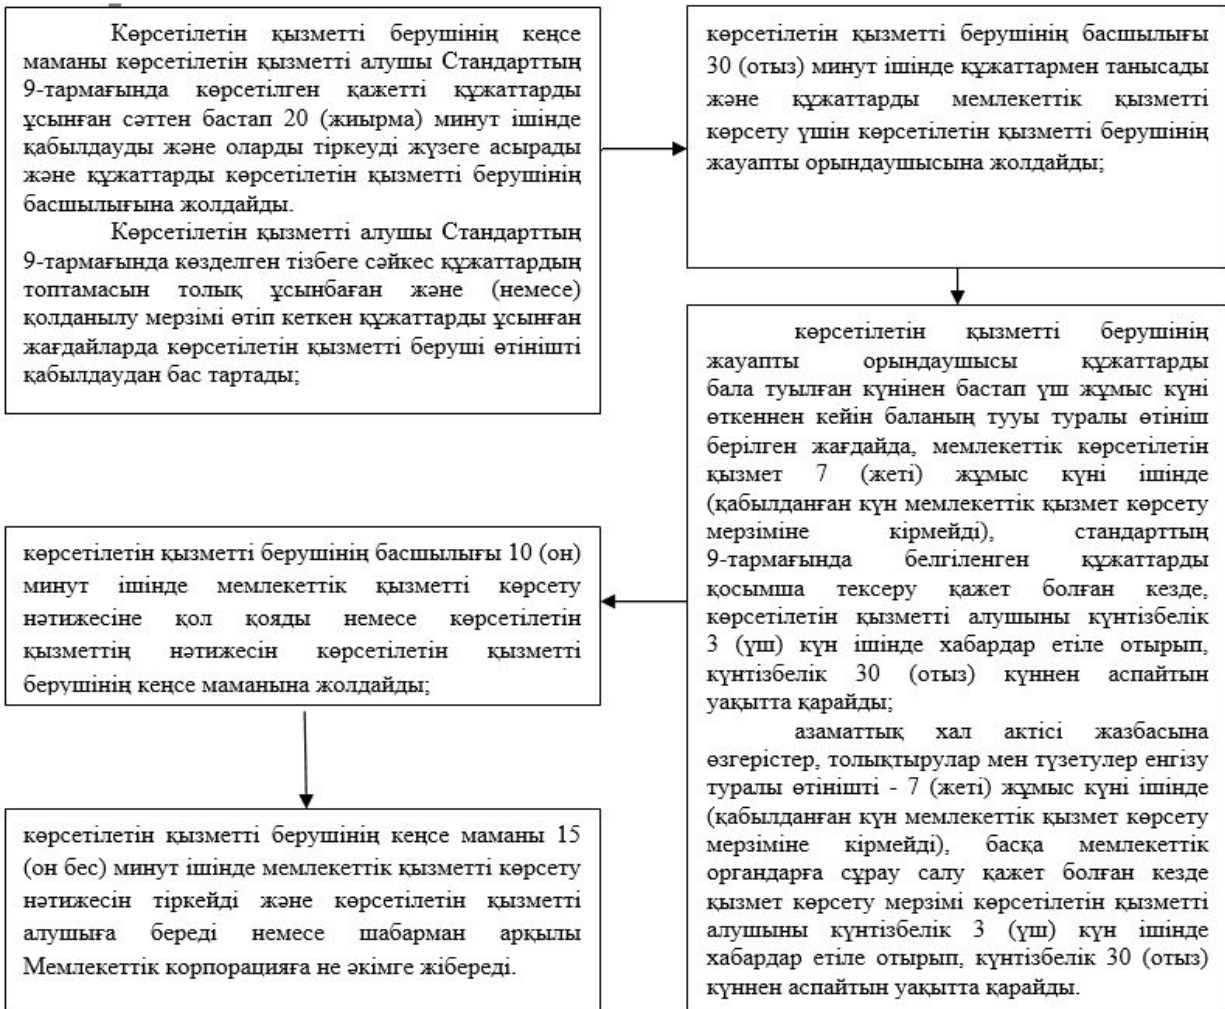 Көрсетілетін қызметті берушінің кеңсе
маманы көрсетілетін қызметті алушы Стандарттың
9-тармағында көрсетілген қажетті құжаттарды
ұсынған сәттен бастап 20 (жиырма) минут ішінде
қабылдауды және оларды тіркеуді жүзеге асырады
және құжаттарды көрсетілетін қызметті берушінің
басшылығына жолдайды.
Көрсетілетін қызметті алушы Стандарттың
9-тармағында көзделген тізбеге сәйкес құжаттардың
топтамасын толық ұсынбаған және (немесе)
қолданылу мерзімі өтіп кеткен құжаттарды ұсынған
жағдайларда көрсетілетін қызметті беруші өтінішті
қабылдаудан бас тартады;
көрсетілетін қызметті берушінің басшылығы
30 (отыз) минут ішінде құжаттармен танысады
және құжаттарды мемлекеттік қызметті
көрсету үшін көрсетілетін қызметті берушінің
жауапты орындаушысына жолдайды;
көрсетілетін қызметті берушінің
жауапты орындаушысы құжаттарды
бала туылған күнінен бастап үш жұмыс күні
өткеннен кейін баланың тууы туралы өтініш
берілген жағдайда, мемлекеттік көрсетілетін
қызмет 7 (жеті) жұмыс күні ішінде
(қабылданған күн мемлекеттік қызмет көрсету
мерзіміне кірмейді), стандарттың
9-тармағында белгіленген құжаттарды
қосымша тексеру қажет болған кезде,
көрсетілетін қызметті алушыны күнтізбелік
3 (үш) күн ішінде хабардар етіле отырып,
күнтізбелік 30 (отыз) күннен аспайтын
уақытта қарайды;
азаматтық хал актісі жазбасына
өзгерістер, толықтырулар мен түзетулер енгізу
туралы өтінішті - 7 (жеті) жұмыс күні ішінде
(қабылданған күн мемлекеттік қызмет көрсету
мерзіміне кірмейді), басқа мемлекеттік
органдарға сұрау салу қажет болған кезде
қызмет көрсету мерзімі көрсетілетін қызметті
алушыны күнтізбелік 3 (үш) күн ішінде
хабардар етіле отырып, күнтізбелік 30 (отыз)
күннен аспайтын уақытта қарайды.
көрсетілетін қызметті берушінің басшылығы 10 (он)
минут ішінде мемлекеттік қызметті көрсету
нәтижесіне қол қояды немесе көрсетілетін
қызметтің нәтижесін көрсетілетін қызметті
берушінің кеңсе маманына жолдайды;
көрсетілетін қызметті берушінің кеңсе маманы 15
(он бес) минут ішінде мемлекеттік қызметті көрсету
нәтижесін тіркейді және көрсетілетін қызметті
алушыға береді немесе шабарман арқылы
Мемлекеттік корпорацияға не әкімге жібереді.